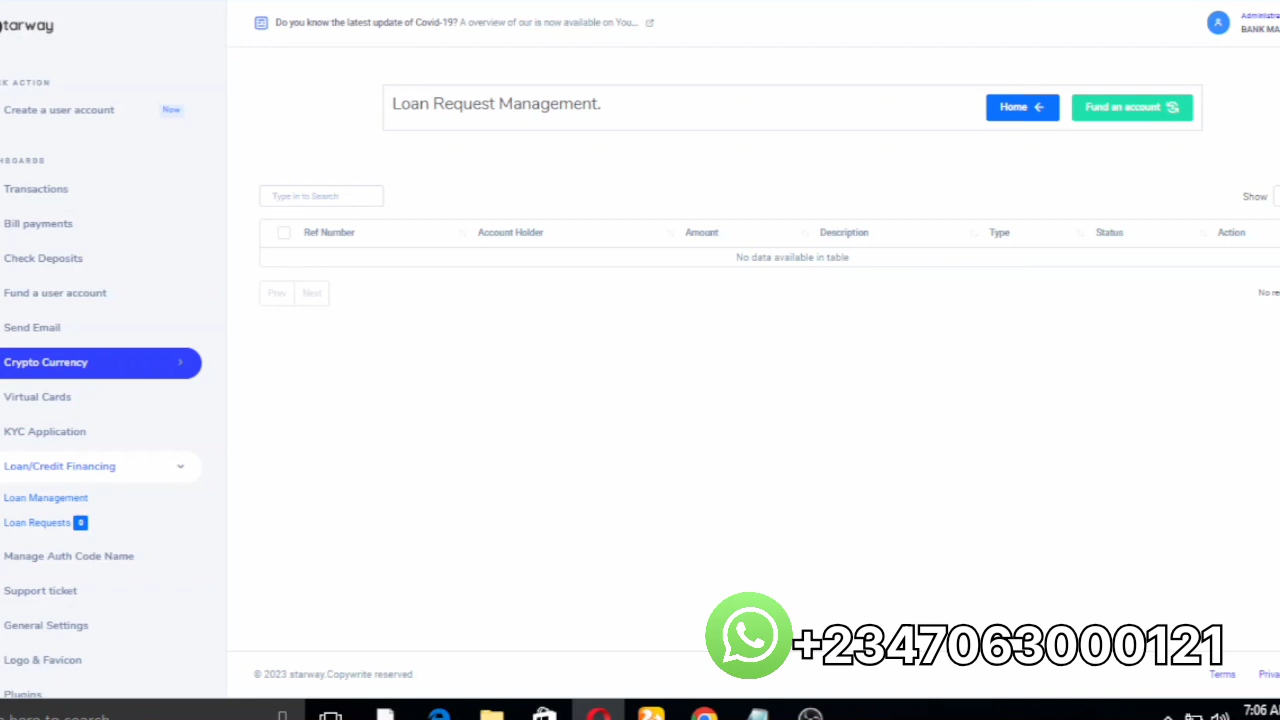 starway
Do you know the latest update of Covid-19? A overview of our is now available on You...
Administra
BANK MA
K ACTION
Create a user account Now
Loan Request Management.
Home
Fund an account
HBOARDS
Transactions
Bill payments
Check Deposits
Fund a user account
Send Email
Crypto Currency
Virtual Cards
KYC Application
Loan/Credit Financing
Loan Management
Loan Requests 0
Manage Auth Code Name
Support ticket
General Settings
Logo & Favicon
Plugins
Type in to Search
Show
Ref Number Account Holder Amount Description Type Status Action
No data available in table
Prev Next
No re
+2347063000121
© 2023 starway.Copywrite reserved
Terms Priva
here to search
7:06 A